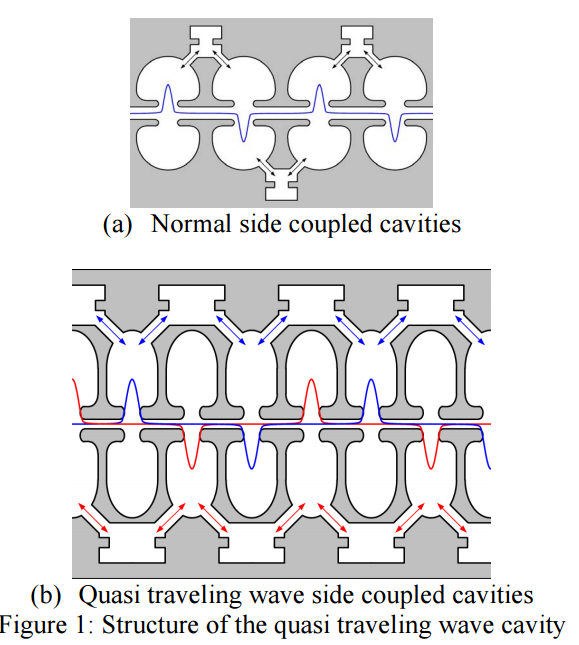 (a) Normal side coupled cavities
(b) Quasi traveling wave side coupled cavities
Figure 1: Structure of the quasi traveling wave cavity